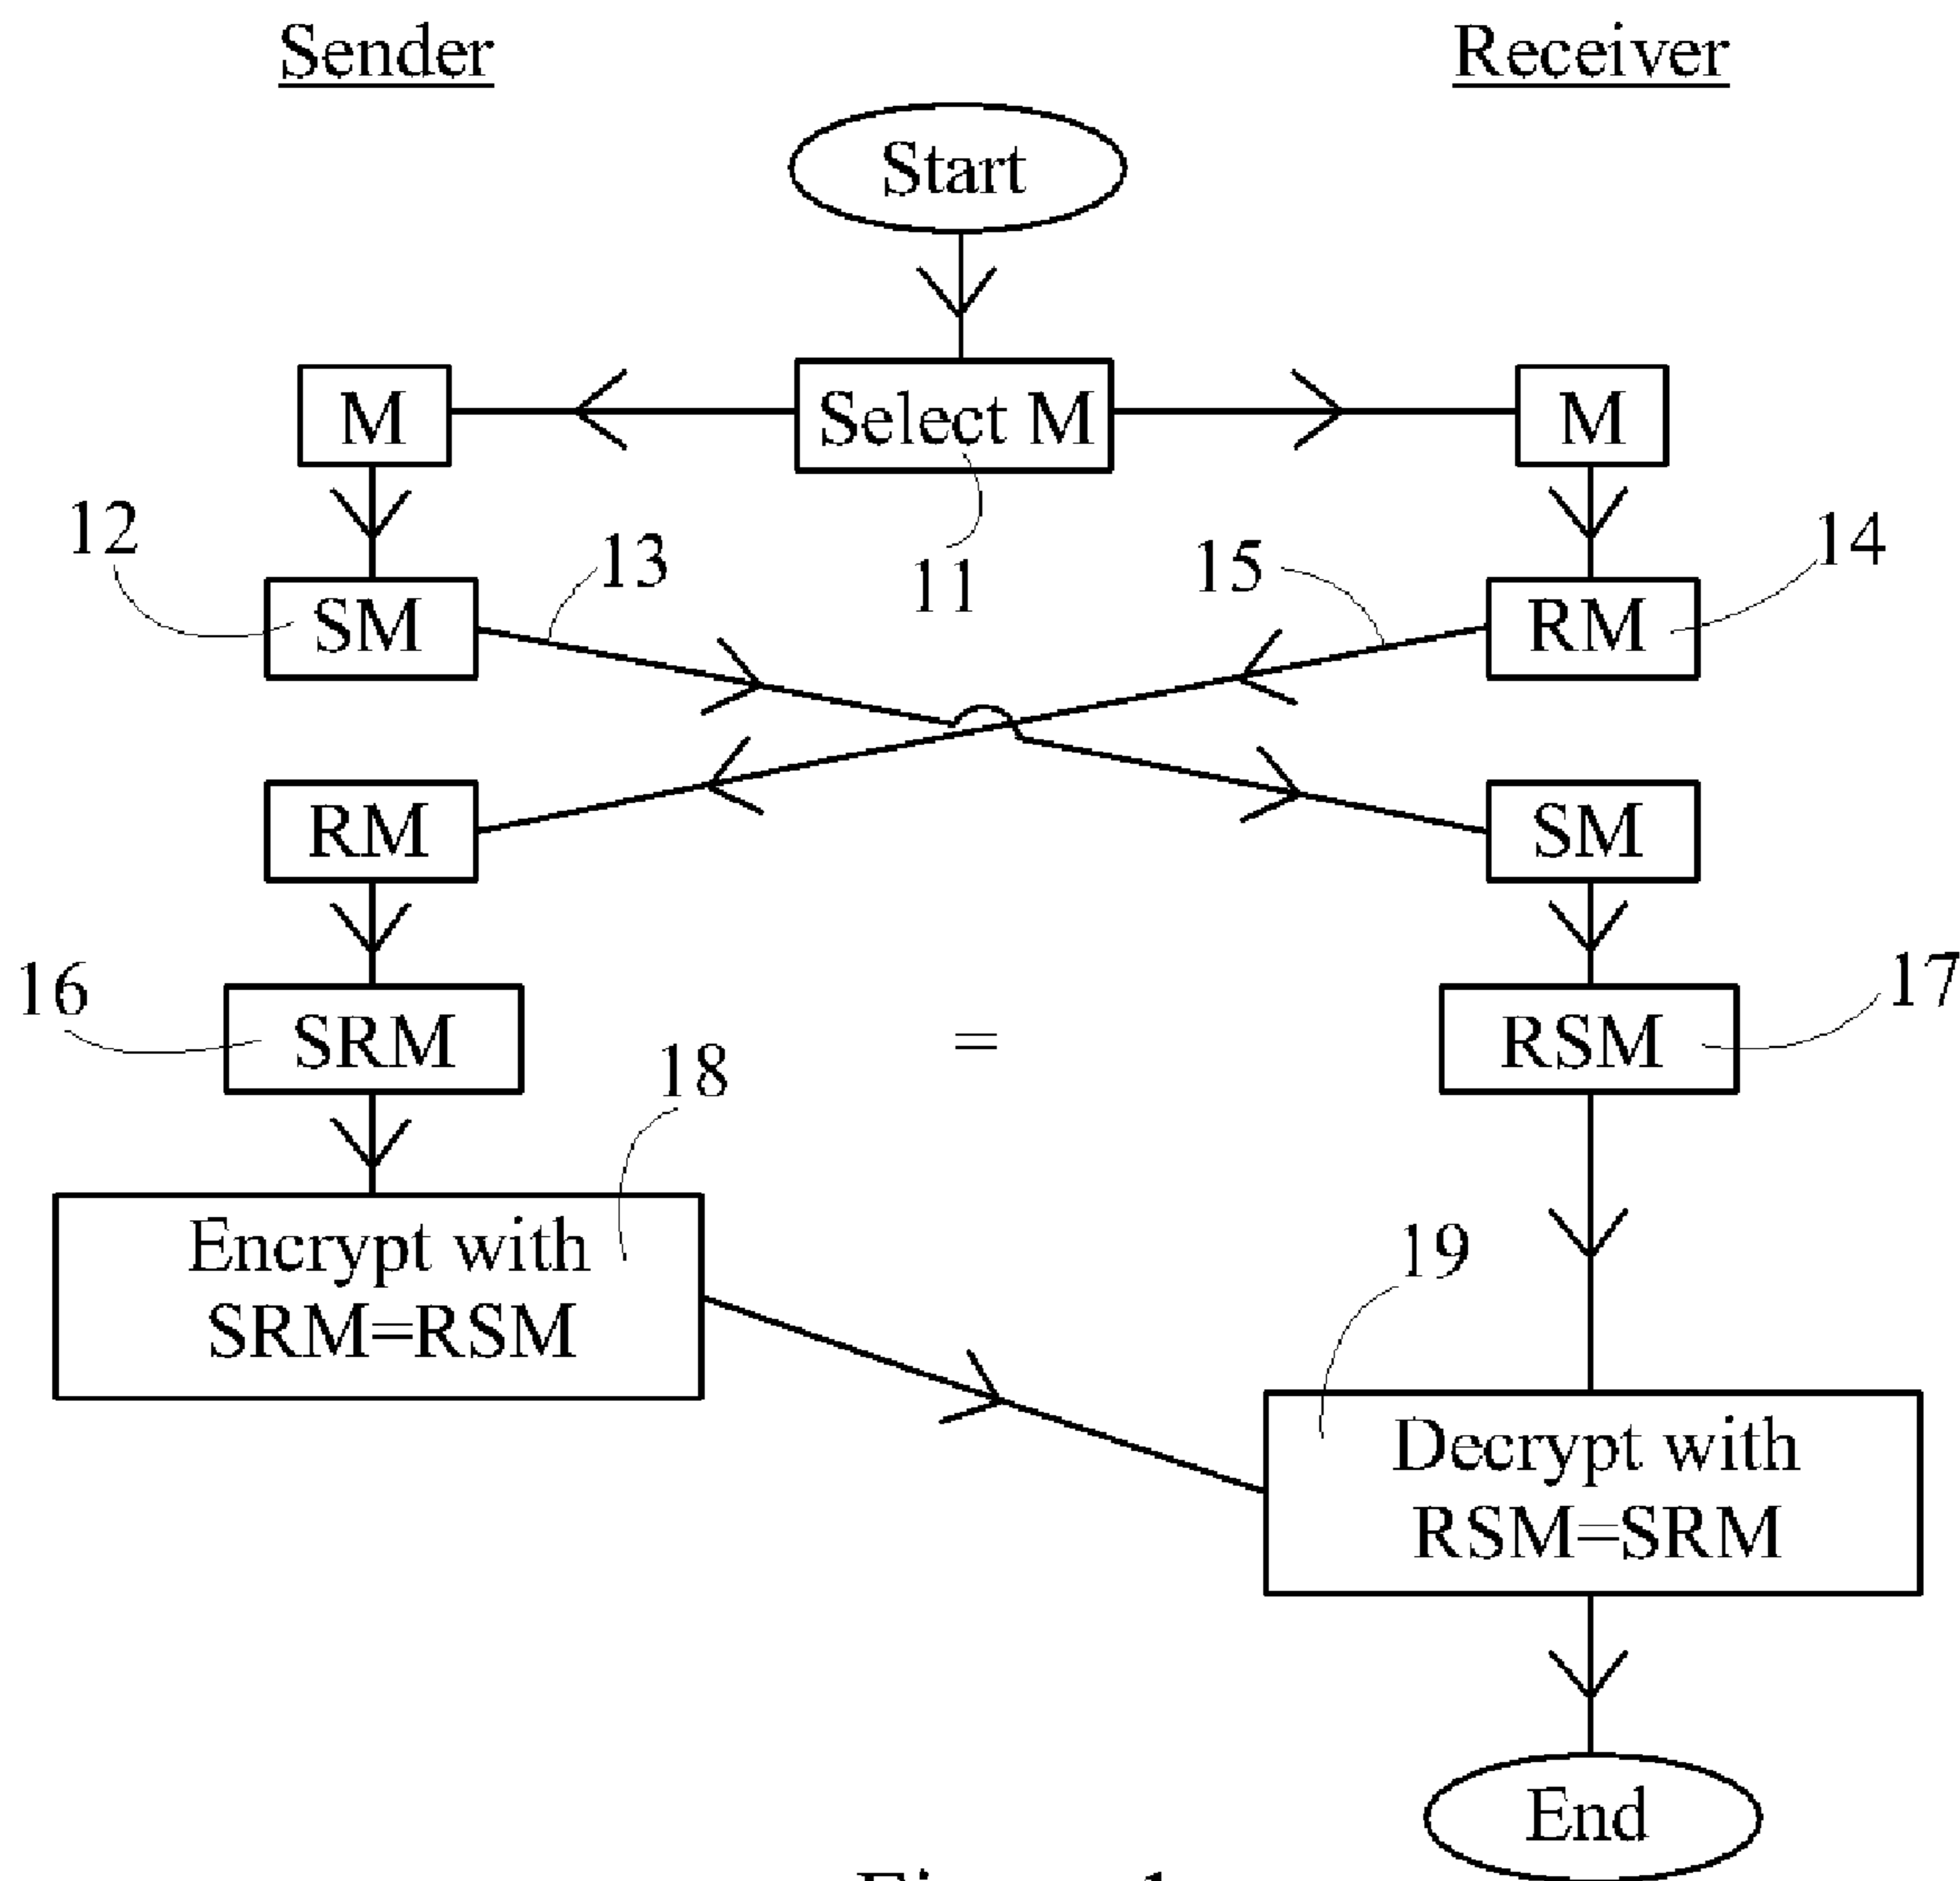 Sender
Receiver
Start
M
Select M
M
12
13
11
15
14
SM
RM
RM
SM
16
SRM
=
RSM
17
18
Encrypt with
SRM=RSM
19
Decrypt with
RSM=SRM
End